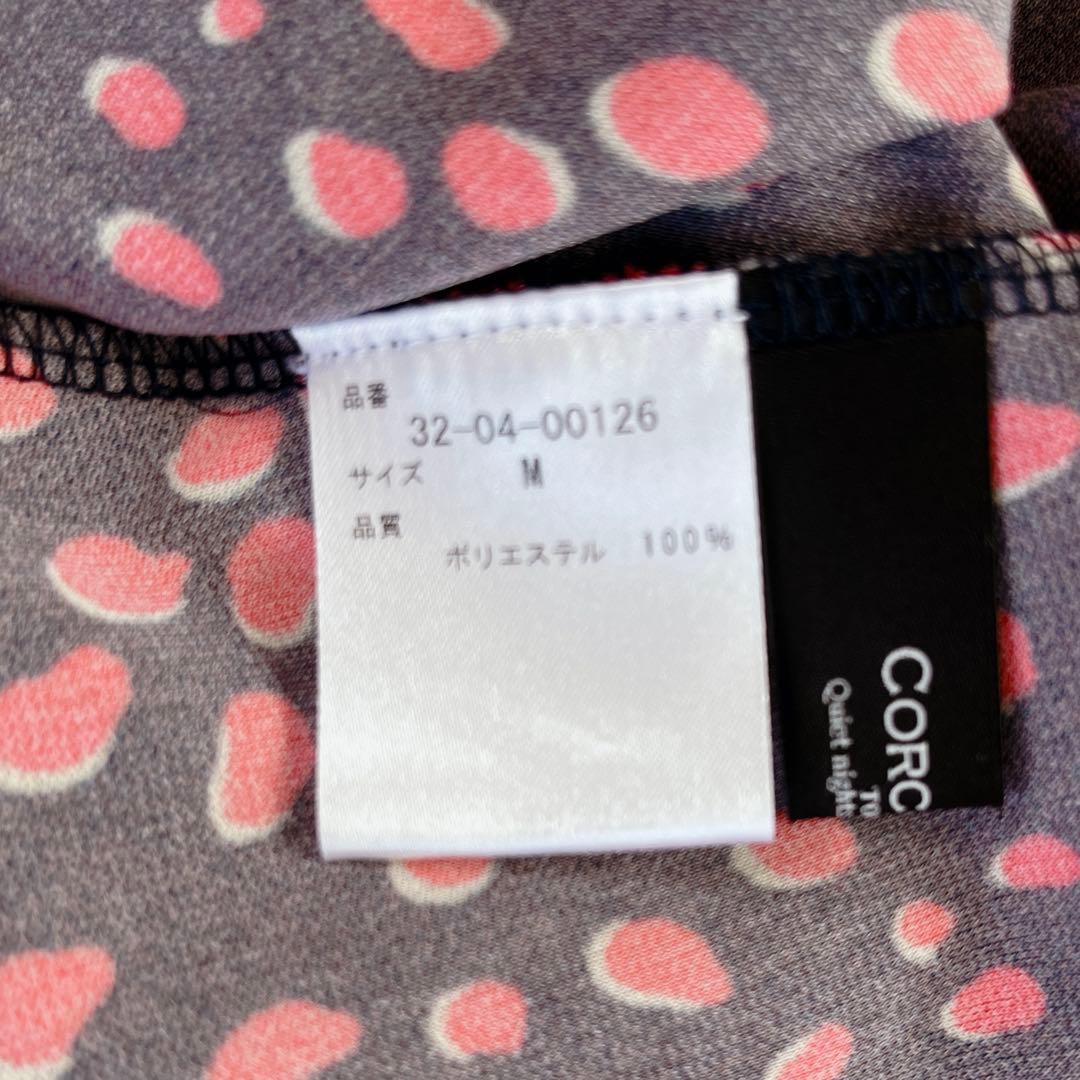 品番
32-04-00126
サイズ M
品質
ポリエステル 100%
CORC
TO
Quiet night